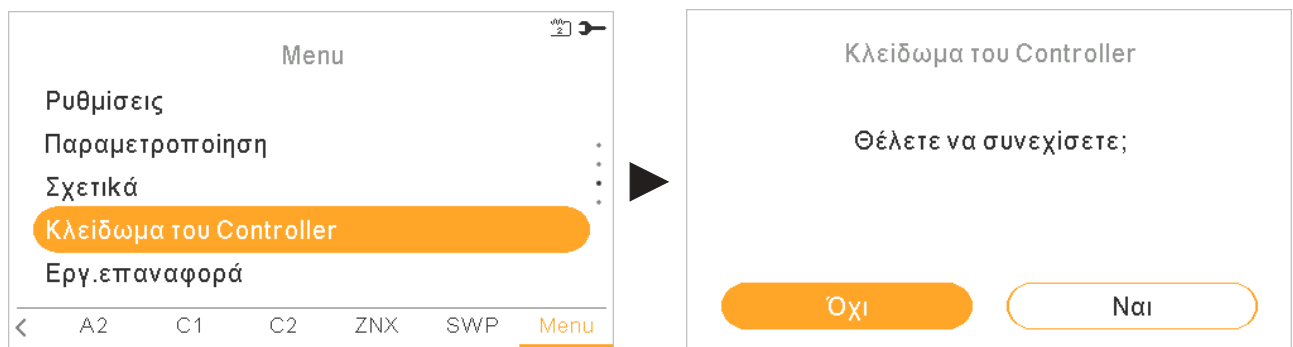 2
Menu
Ρυθμίσεις
Παραμετροποίηση
Σχετικά
Κλείδωμα του Controller
Εργ.επαναφορά
< A2 C1 C2 ZNX SWP Menu
Κλείδωμα του Controller
Θέλετε να συνεχίσετε;
Όχι Ναι